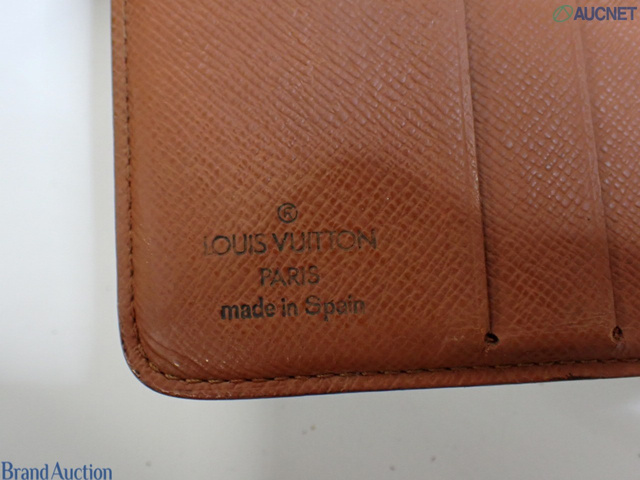 AUCNET
®
LOUIS VUITTON
PARIS
made in Spain
Brand Auction